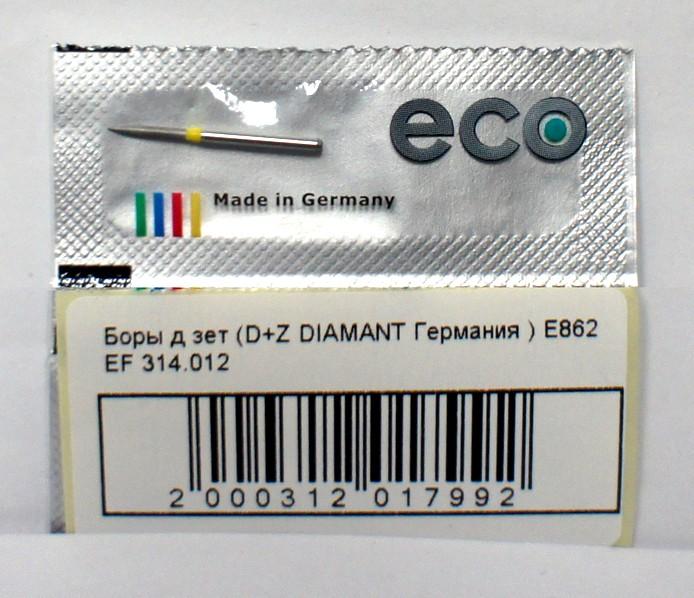 eco
Made in Germany
Боры д зет (D+Z DIAMANT Германия ) E862
EF 314.012
2 000312 017992